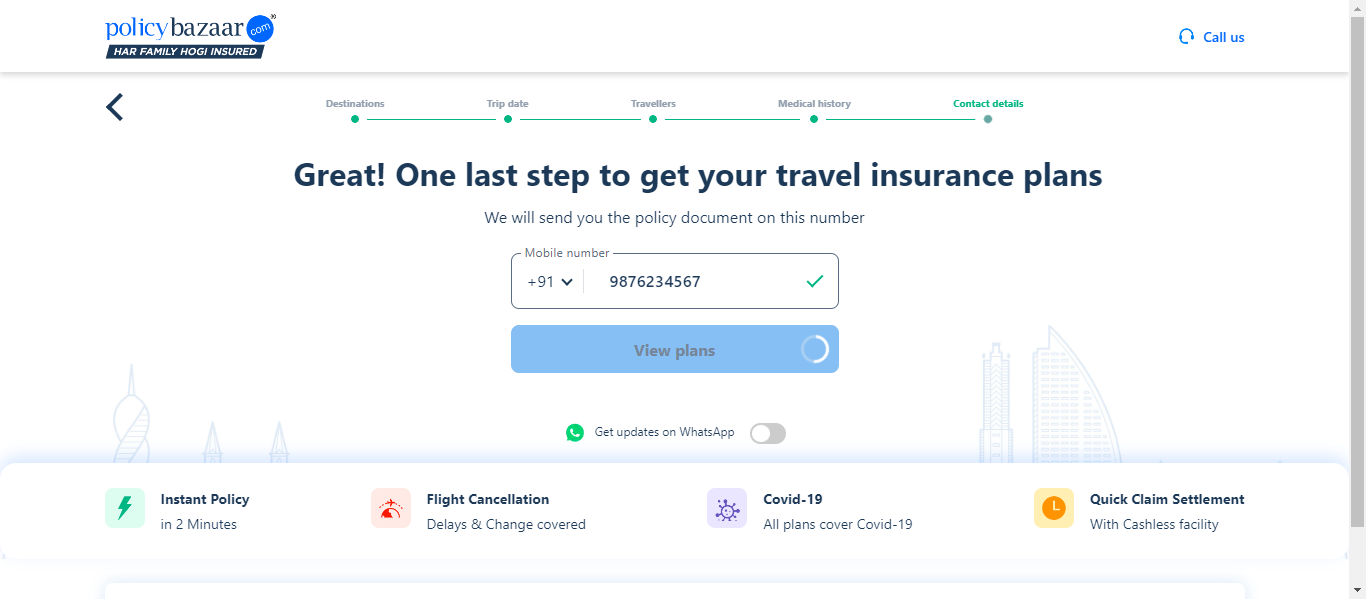 policybazaar.com®
HAR FAMILY HOGI INSURED
Call us
Destinations
Trip date
Travellers
Medical history
Contact details
Great! One last step to get your travel insurance plans
We will send you the policy document on this number
Mobile number
+91
9876234567
View plans
Get updates on WhatsApp
Instant Policy
in 2 Minutes
Flight Cancellation
Delays & Change covered
Covid-19
All plans cover Covid-19
Quick Claim Settlement
With Cashless facility